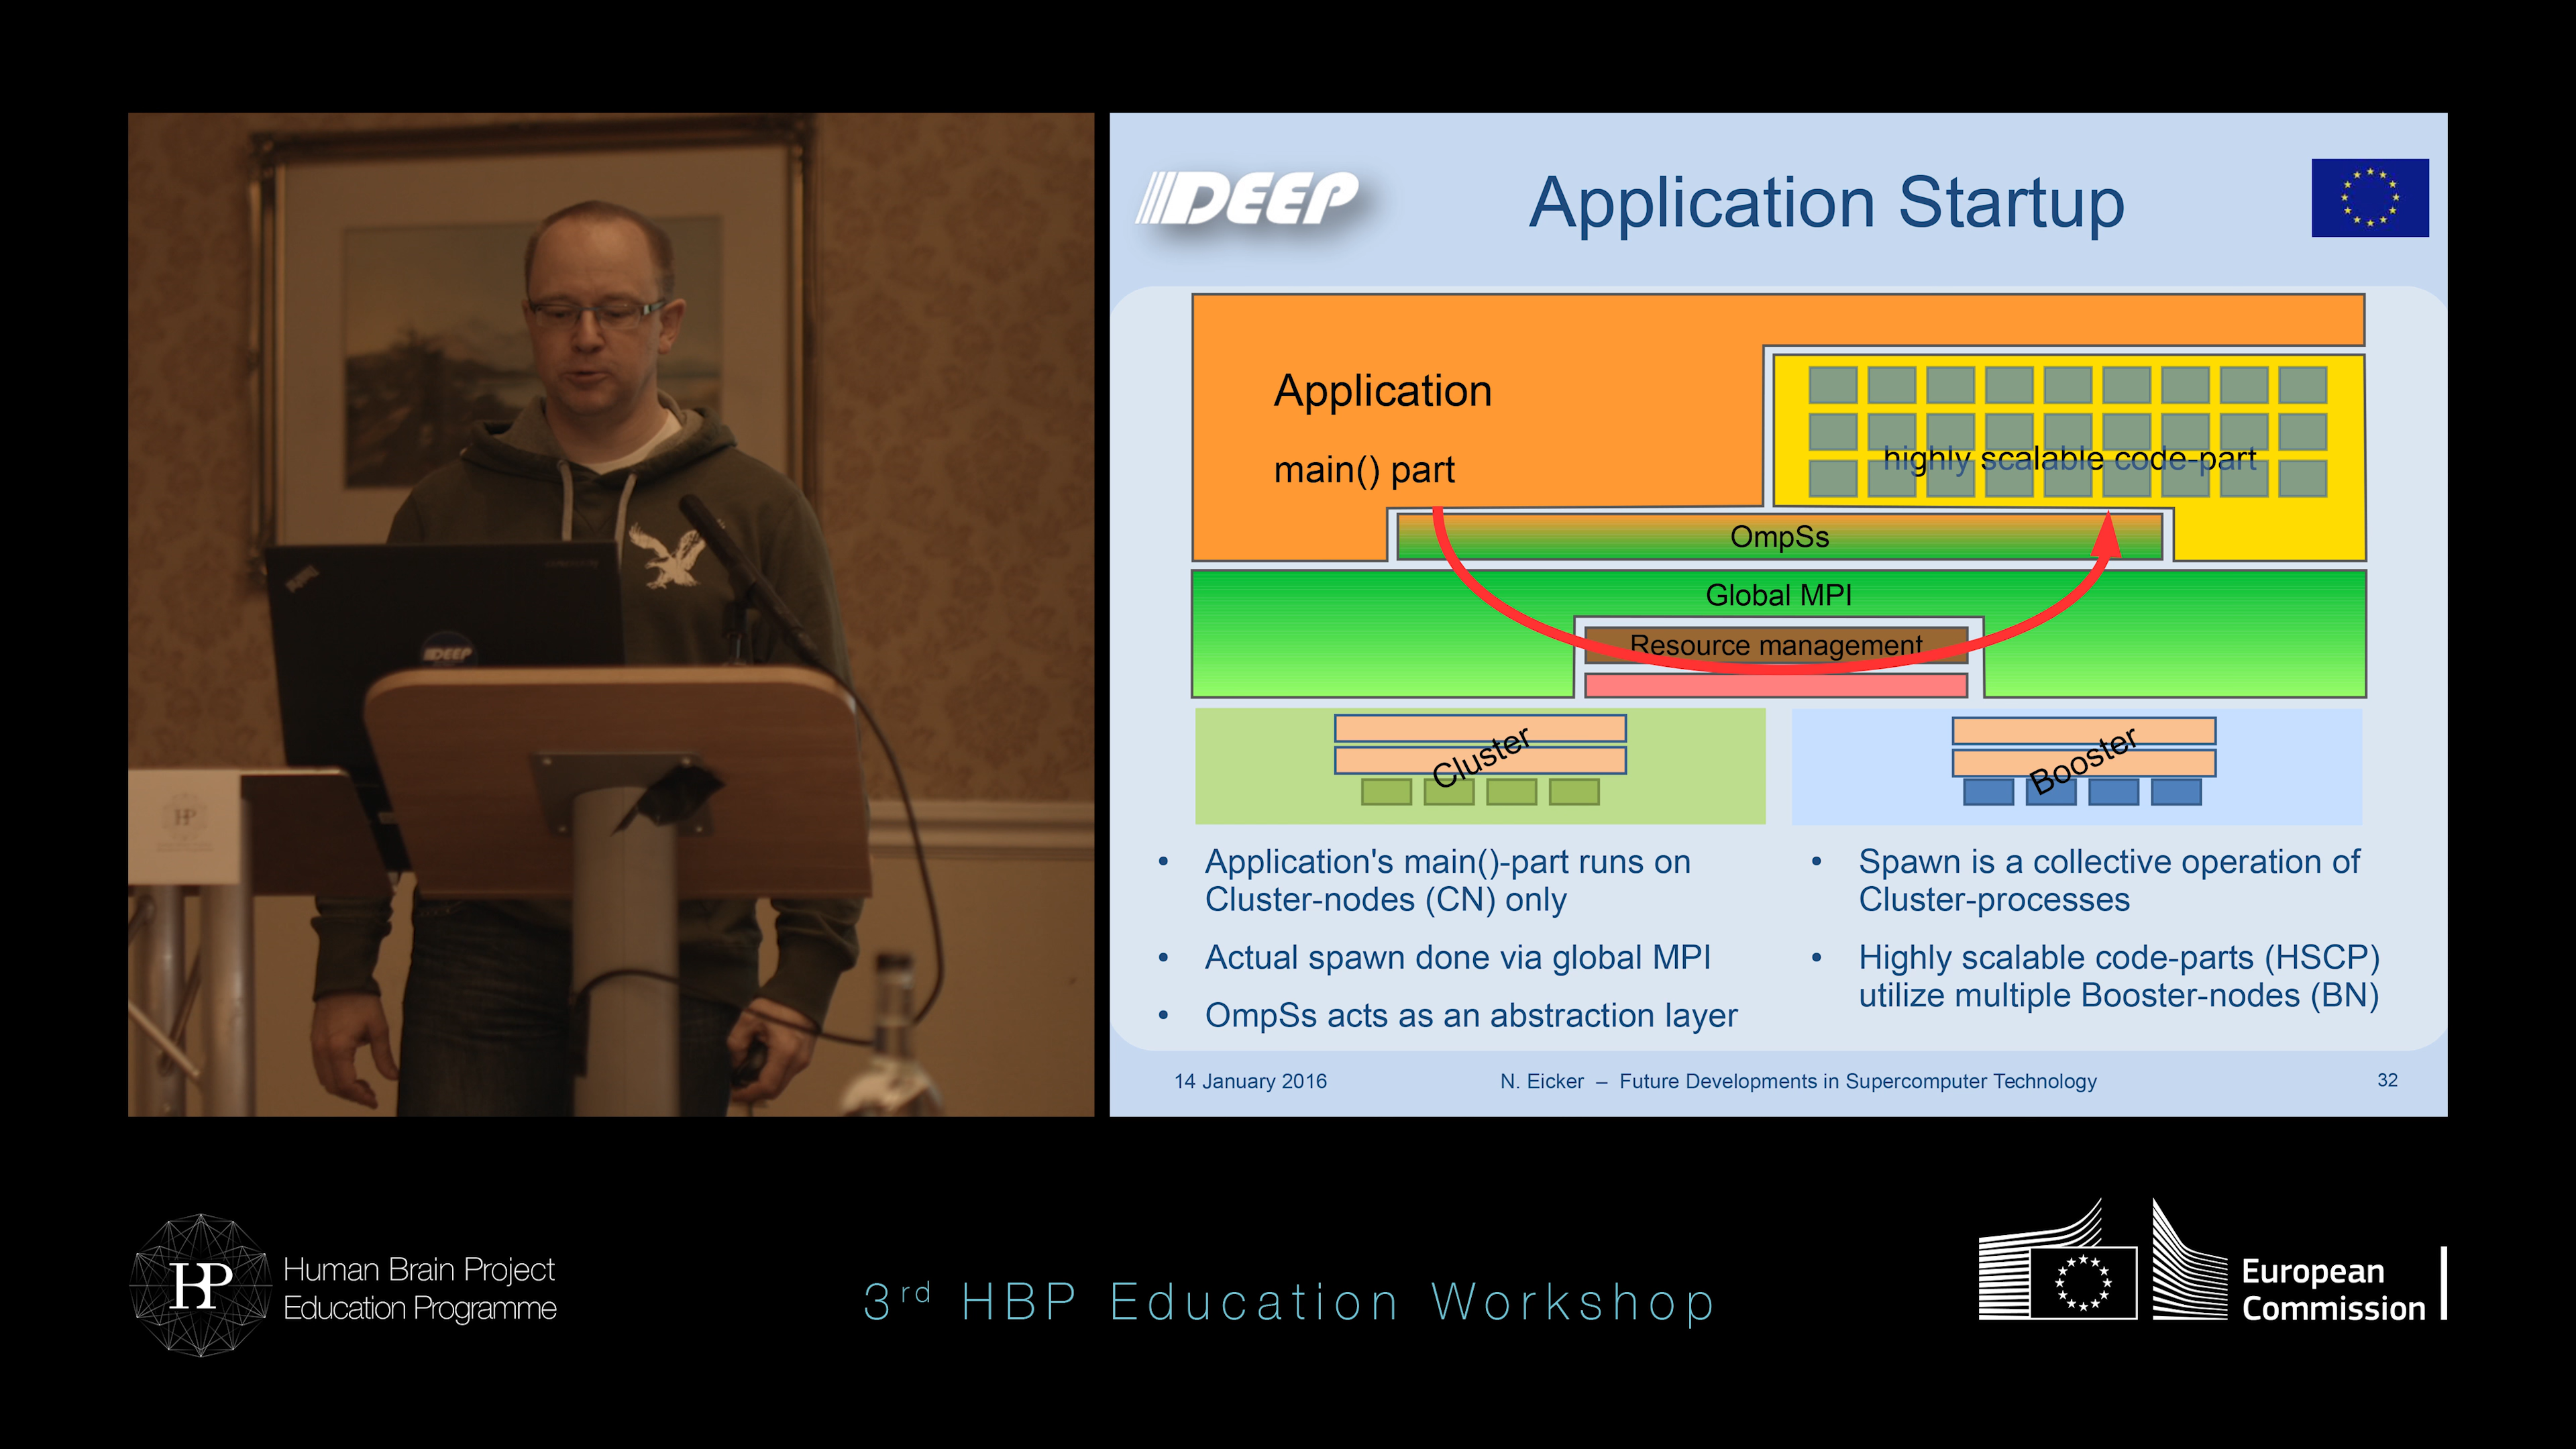 DEEP
Application Startup
Application
main() part
highly scalable code-part
OmpSs
Global MPI
Resource management
Cluster
Booster
• Application's main()-part runs on
Cluster-nodes (CN) only
• Actual spawn done via global MPI
• OmpSs acts as an abstraction layer
• Spawn is a collective operation of
Cluster-processes
• Highly scalable code-parts (HSCP)
utilize multiple Booster-nodes (BN)
14 January 2016
N. Eicker – Future Developments in Supercomputer Technology
32
DEEP
HP
HP
Human Brain Project
Education Programme
3rd HBP Education Workshop
European
Commission